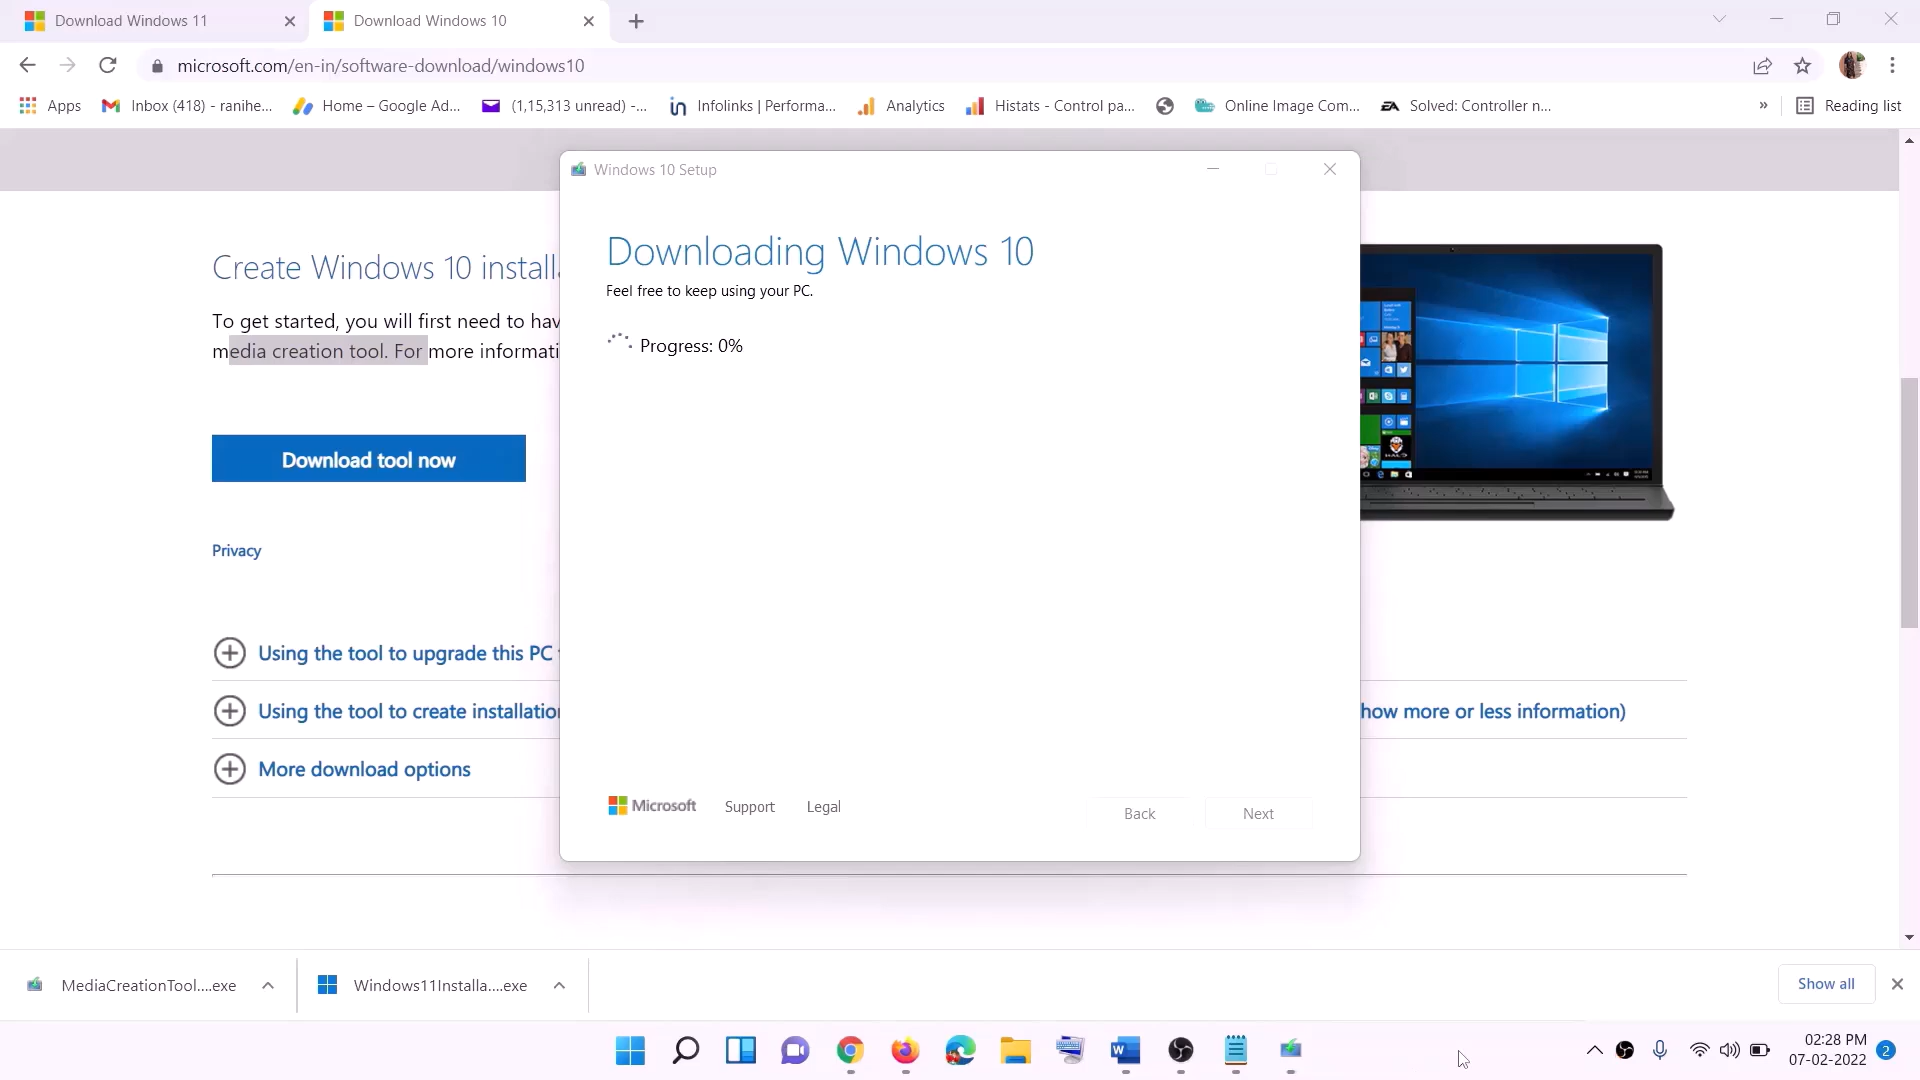 Download Windows 11
Download Windows 10
microsoft.com/en-in/software-download/windows10
Apps
Inbox (418) - ranihe...
Home – Google Ad...
(1,15,313 unread) -...
Infolinks | Performa...
Analytics
Histats - Control pa...
Online Image Com...
Solved: Controller n...
»
Reading list
Windows 10 Setup
Create Windows 10 install
To get started, you will first need to hav
media creation tool. For more informati
Download tool now
Privacy
Using the tool to upgrade this PC
Using the tool to create installation
how more or less information)
More download options
Downloading Windows 10
Feel free to keep using your PC.
Progress: 0%
Microsoft
Support
Legal
Back
Next
MediaCreationTool....exe
Windows11Installa....exe
Show all
02:28 PM
07-02-2022
2